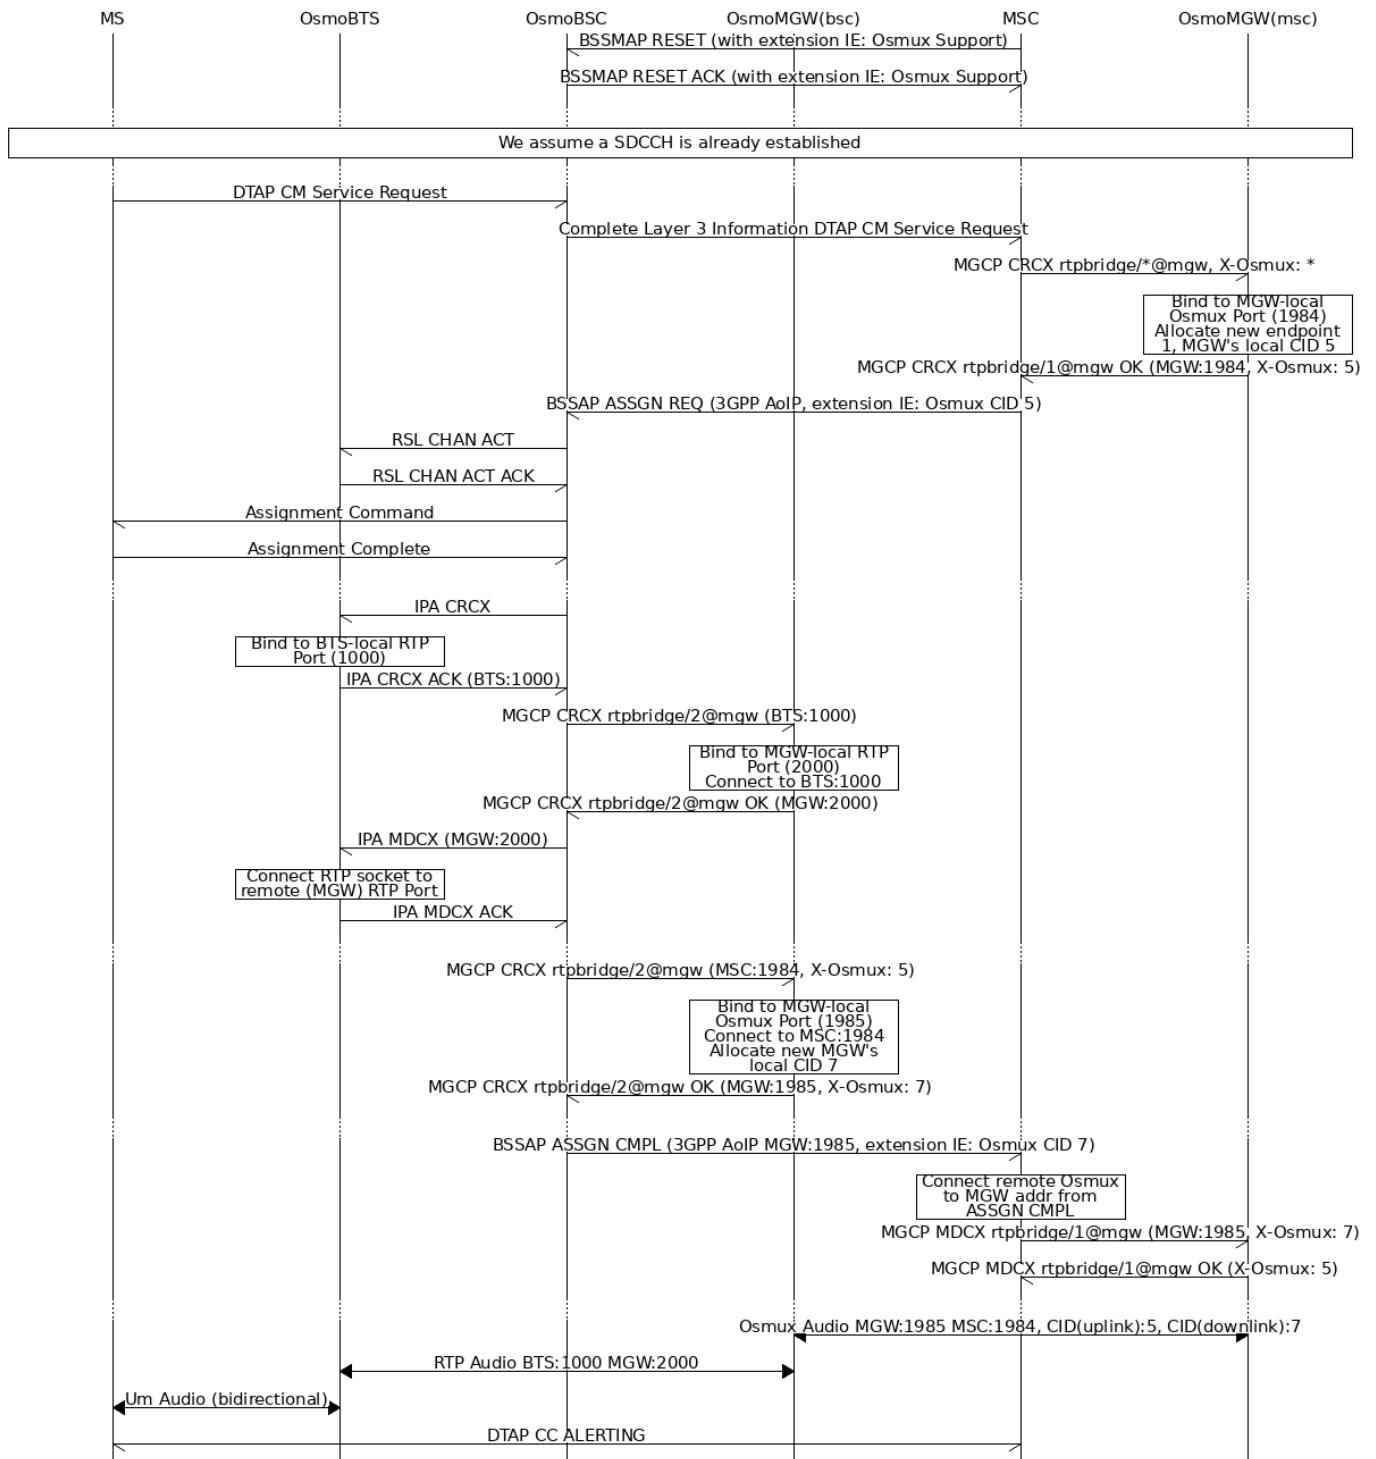 MS OsmoBTS OsmoBSC OsmoMGW(bsc) MSC OsmoMGW(msc)
BSSMAP RESET (with extension IE: Osmux Support)
BSSMAP RESET ACK (with extension IE: Osmux Support)
We assume a SDCCH is already established
DTAP CM Service Request
Complete Layer 3 Information DTAP CM Service Request
MGCP CRCX rtpbridge/*@mgw, X-Osmux: *
Bind to MGW-local
Osmux Port (1984)
Allocate new endpoint
1, MGW's local CID 5
MGCP CRCX rtpbridge/1@mgw OK (MGW:1984, X-Osmux: 5)
BSSAP ASSGN REQ (3GPP AoIP, extension IE: Osmux CID 5)
RSL CHAN ACT
RSL CHAN ACT ACK
Assignment Command
Assignment Complete
IPA CRCX
Bind to BTS-local RTP
Port (1000)
IPA CRCX ACK (BTS:1000)
MGCP CRCX rtpbridge/2@mgw (BTS:1000)
Bind to MGW-local RTP
Port (2000)
Connect to BTS:1000
MGCP CRCX rtpbridge/2@mgw OK (MGW:2000)
IPA MDCX (MGW:2000)
Connect RTP socket to
remote (MGW) RTP Port
IPA MDCX ACK
MGCP CRCX rtpbridge/2@mgw (MSC:1984, X-Osmux: 5)
Bind to MGW-local
Osmux Port (1985)
Connect to MSC:1984
Allocate new MGW's
local CID 7
MGCP CRCX rtpbridge/2@mgw OK (MGW:1985, X-Osmux: 7)
BSSAP ASSGN CMPL (3GPP AoIP MGW:1985, extension IE: Osmux CID 7)
Connect remote Osmux
to MGW addr from
ASSGN CMPL
MGCP MDCX rtpbridge/1@mgw (MGW:1985, X-Osmux: 7)
MGCP MDCX rtpbridge/1@mgw OK (X-Osmux: 5)
Osmux Audio MGW:1985 MSC:1984, CID(uplink):5, CID(downlink):7
RTP Audio BTS:1000 MGW:2000
Um Audio (bidirectional)
DTAP CC ALERTING